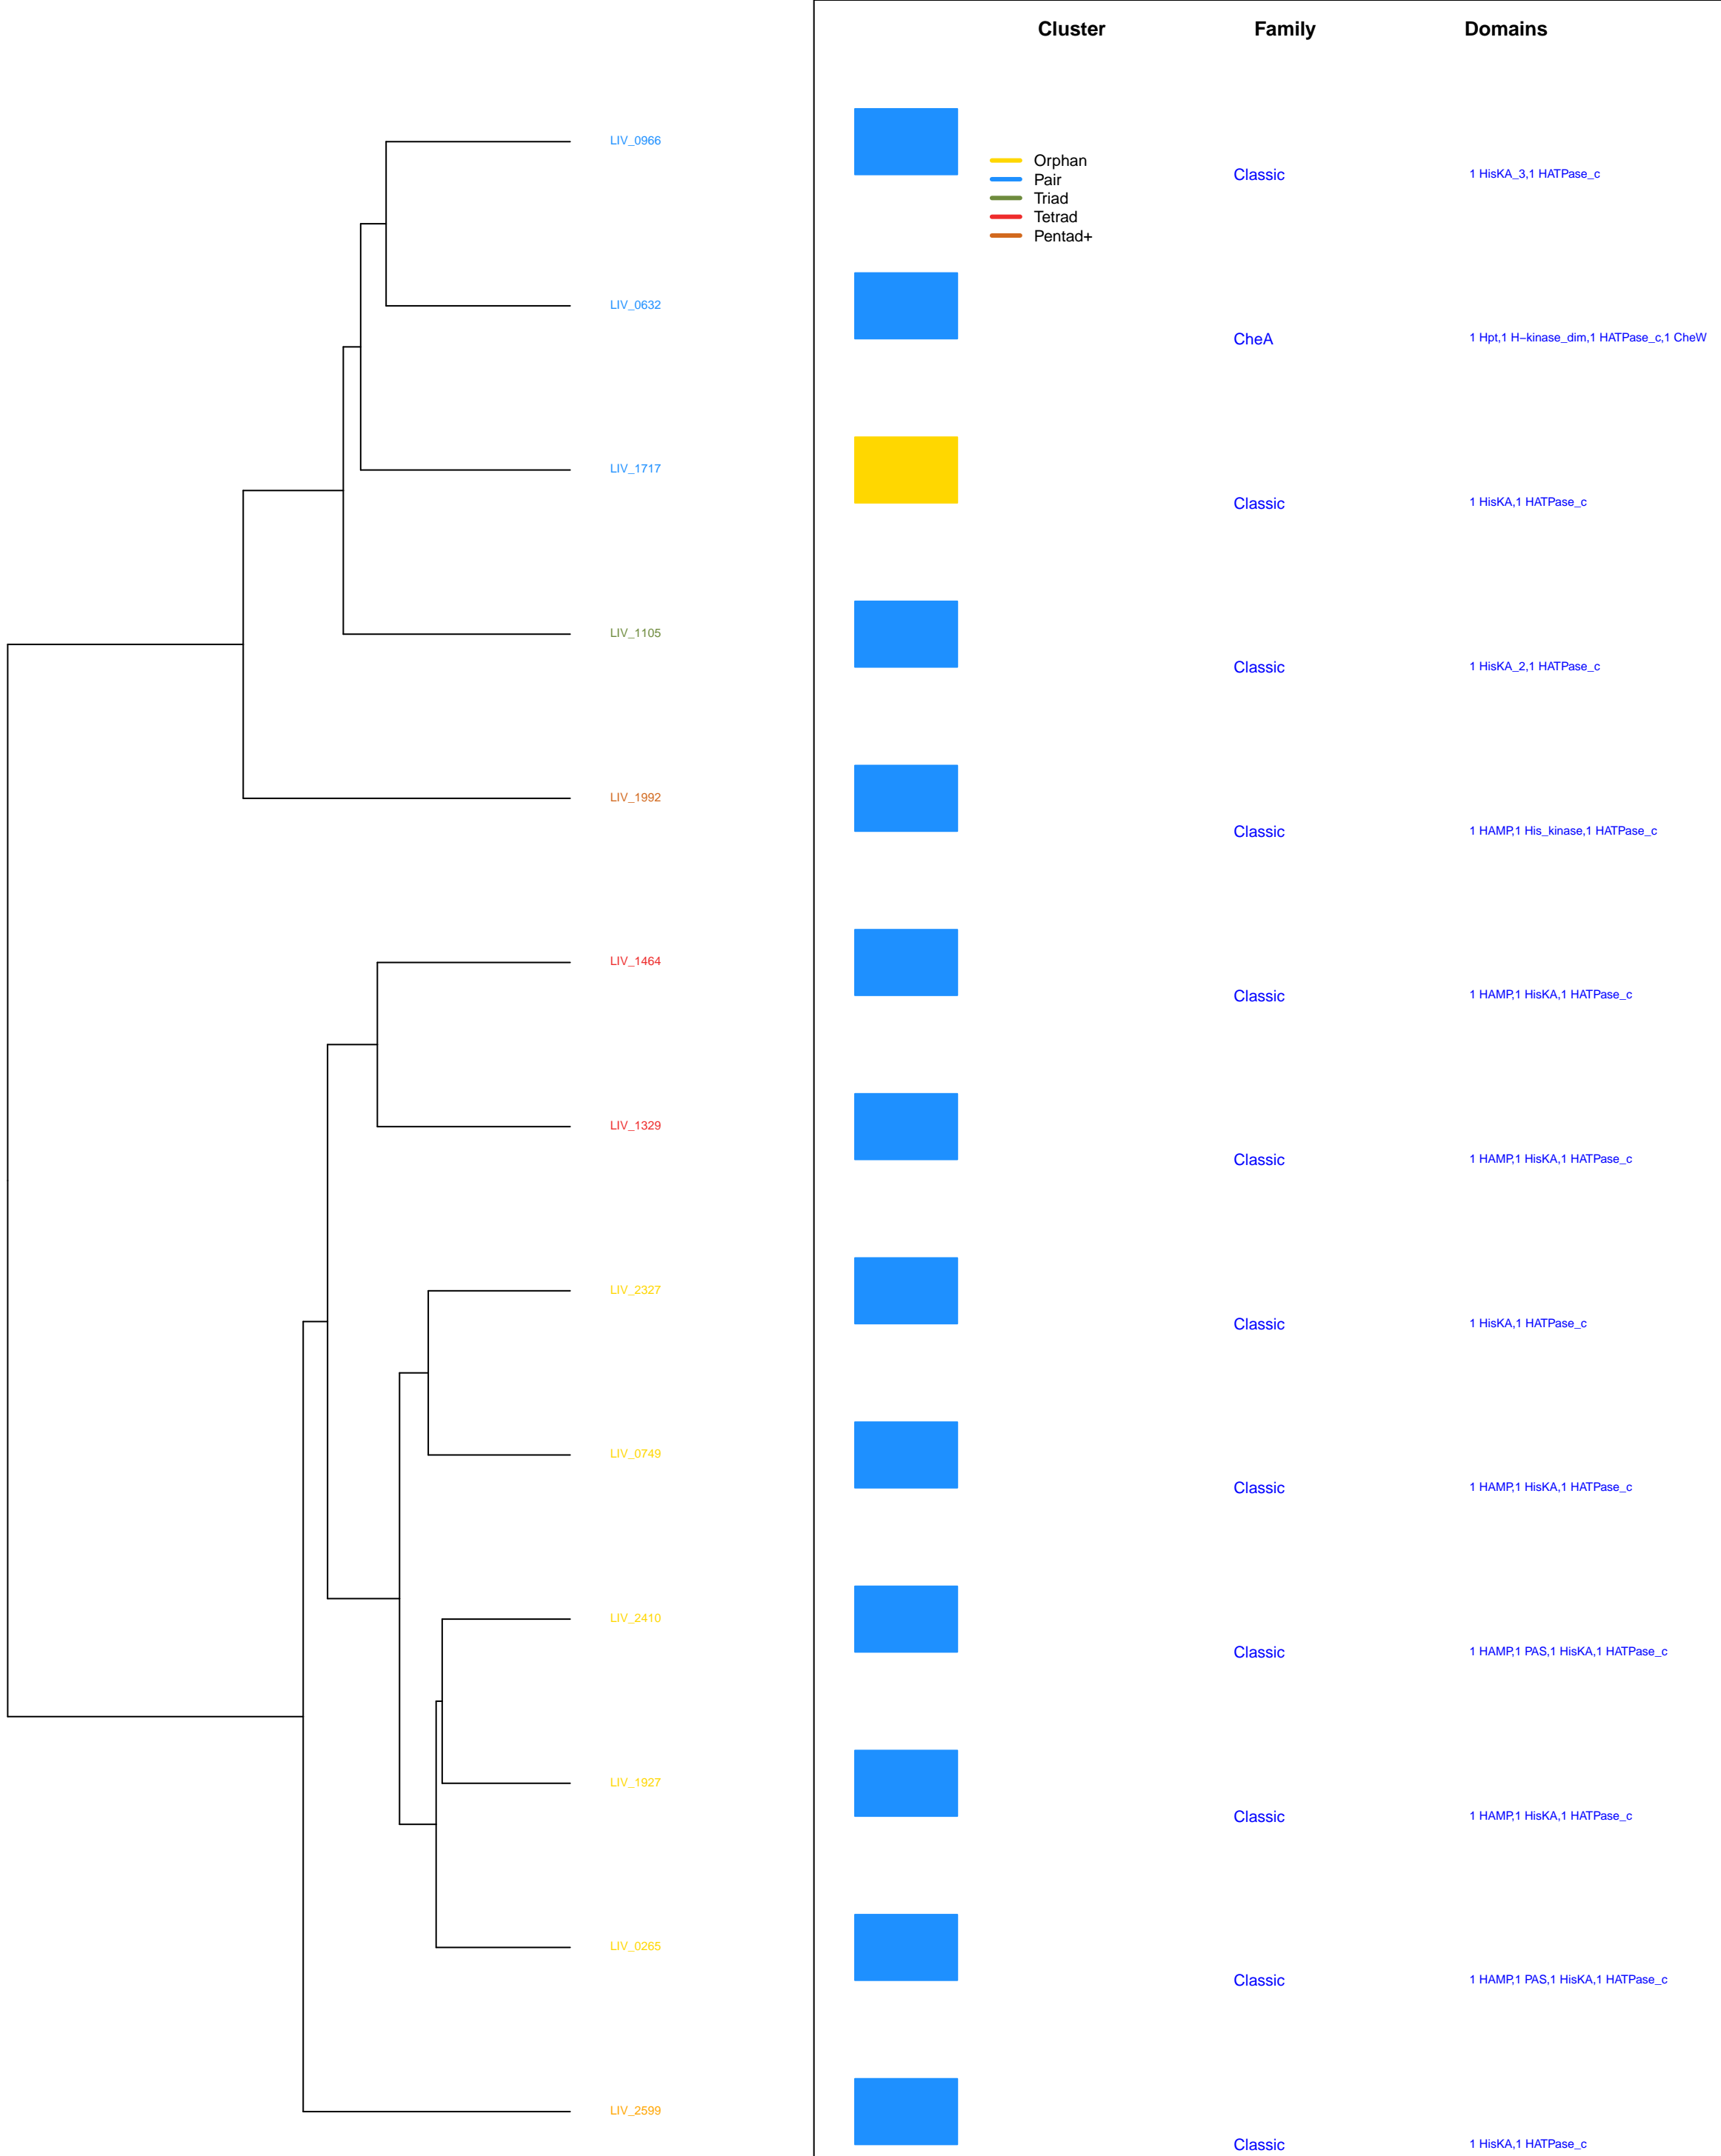 Cluster Family Domains
LIV_0966
Orphan
Pair
Triad
Tetrad
Pentad+
Classic 1 HisKA_3,1 HATPase_c
LIV_0632
CheA 1 Hpt,1 H−kinase_dim,1 HATPase_c,1 CheW
LIV_1717
Classic 1 HisKA,1 HATPase_c
LIV_1105
Classic 1 HisKA_2,1 HATPase_c
LIV_1992
Classic 1 HAMP,1 His_kinase,1 HATPase_c
LIV_1464
Classic 1 HAMP,1 HisKA,1 HATPase_c
LIV_1329
Classic 1 HAMP,1 HisKA,1 HATPase_c
LIV_2327
Classic 1 HisKA,1 HATPase_c
LIV_0749
Classic 1 HAMP,1 HisKA,1 HATPase_c
LIV_2410
Classic 1 HAMP,1 PAS,1 HisKA,1 HATPase_c
LIV_1927
Classic 1 HAMP,1 HisKA,1 HATPase_c
LIV_0265
Classic 1 HAMP,1 PAS,1 HisKA,1 HATPase_c
LIV_2599
Classic 1 HisKA,1 HATPase_c